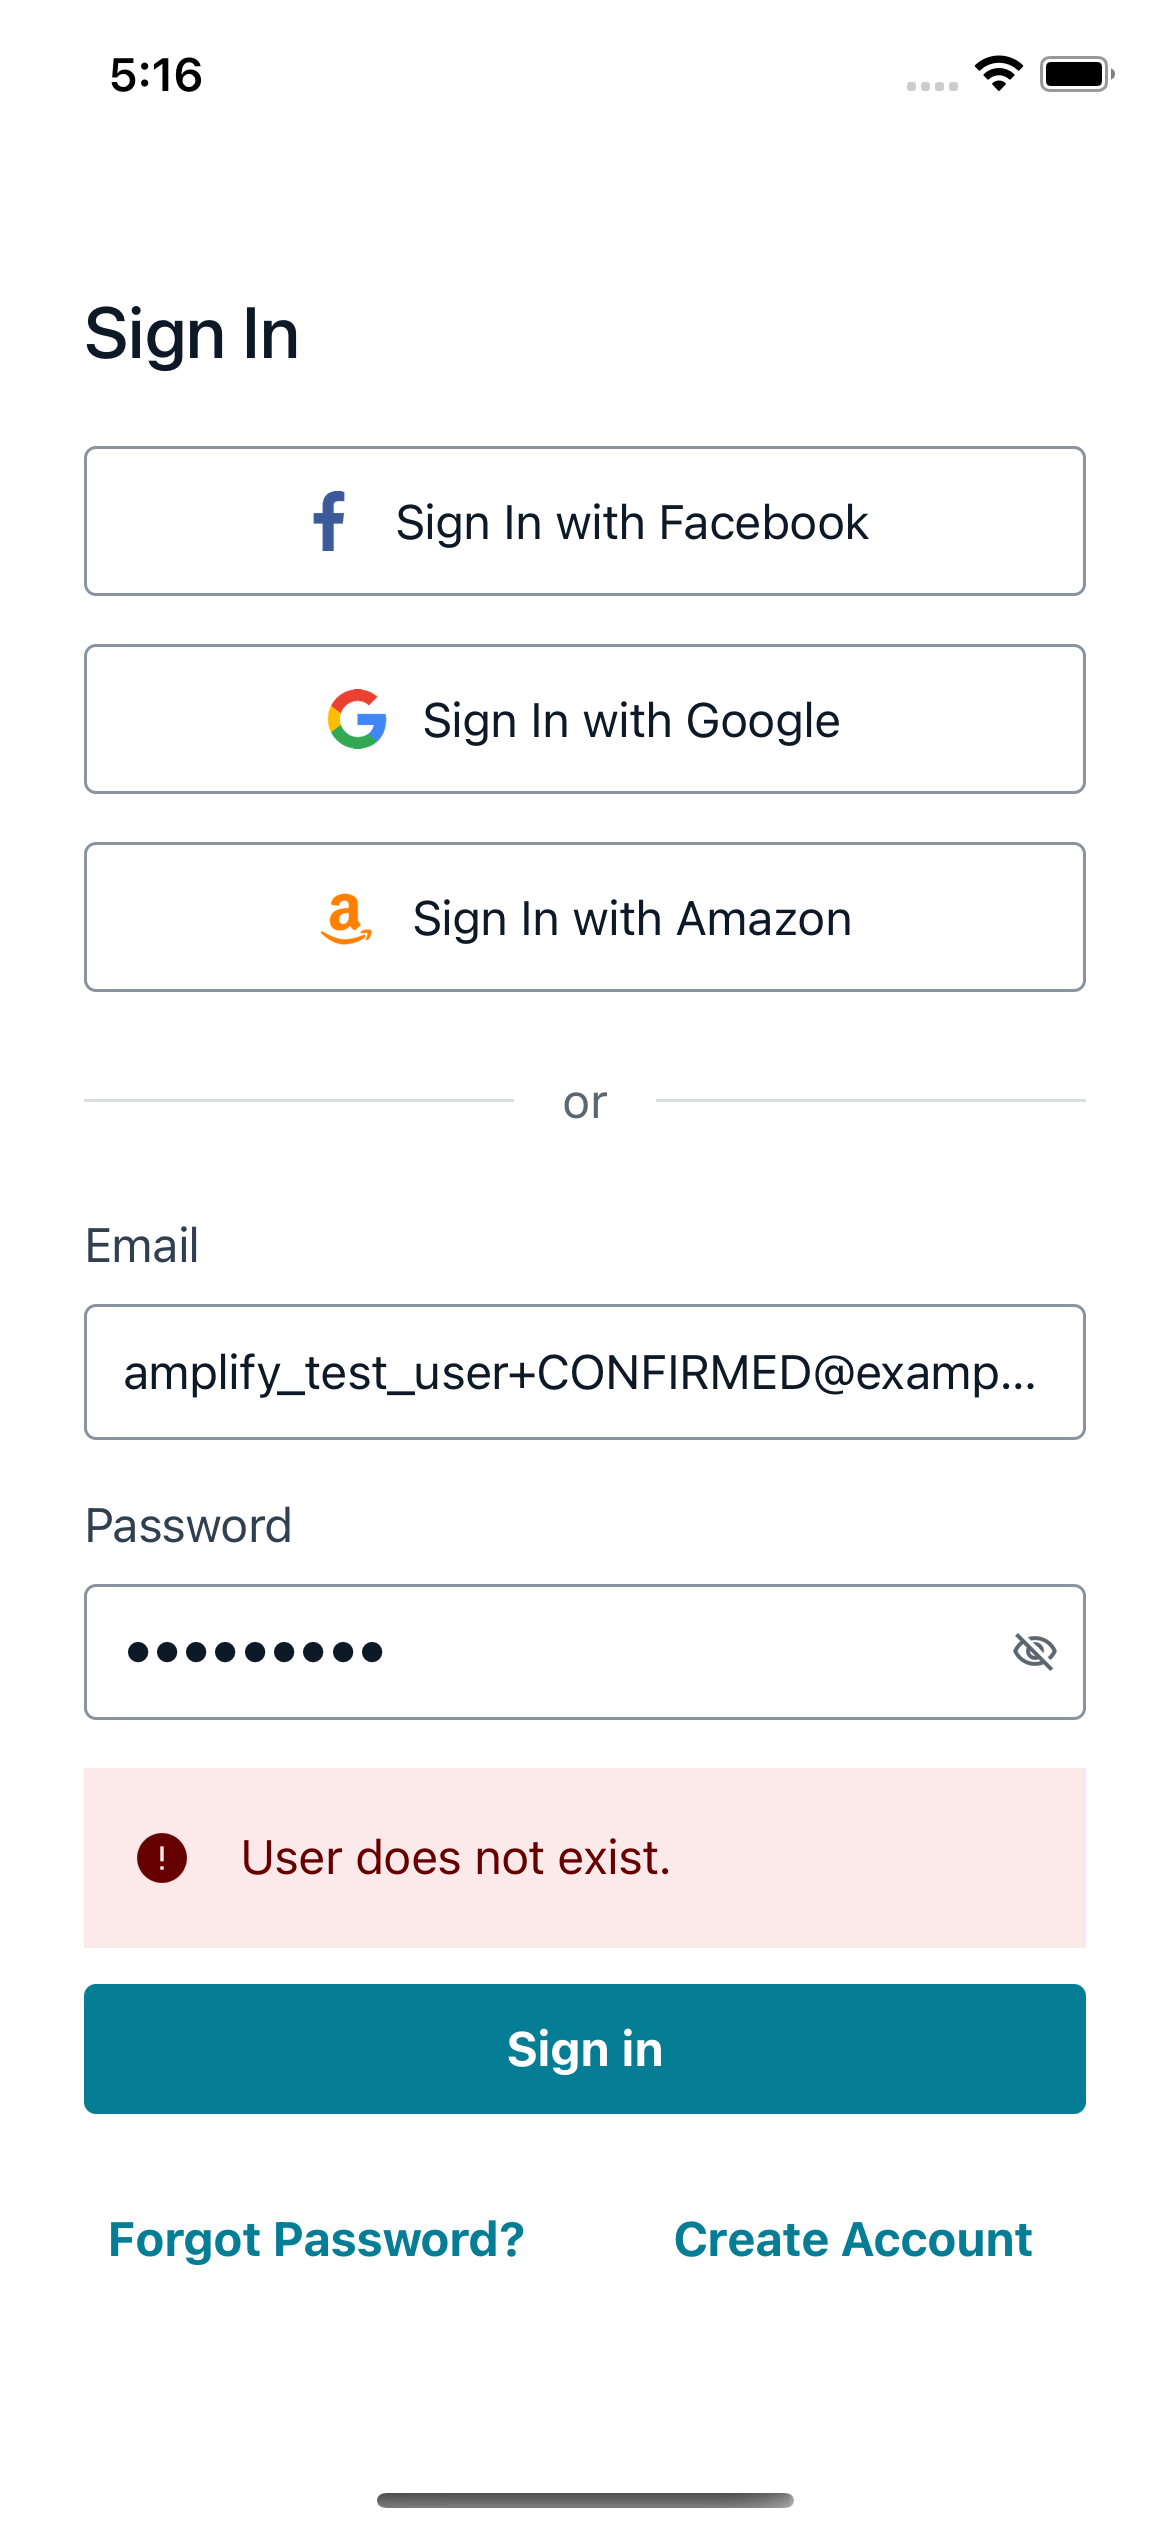 5:16
Sign In
Sign In with Facebook
Sign In with Google
Sign In with Amazon
or
Email
amplify_test_user+CONFIRMED@examp...
Password
User does not exist.
Sign in
Forgot Password? Create Account